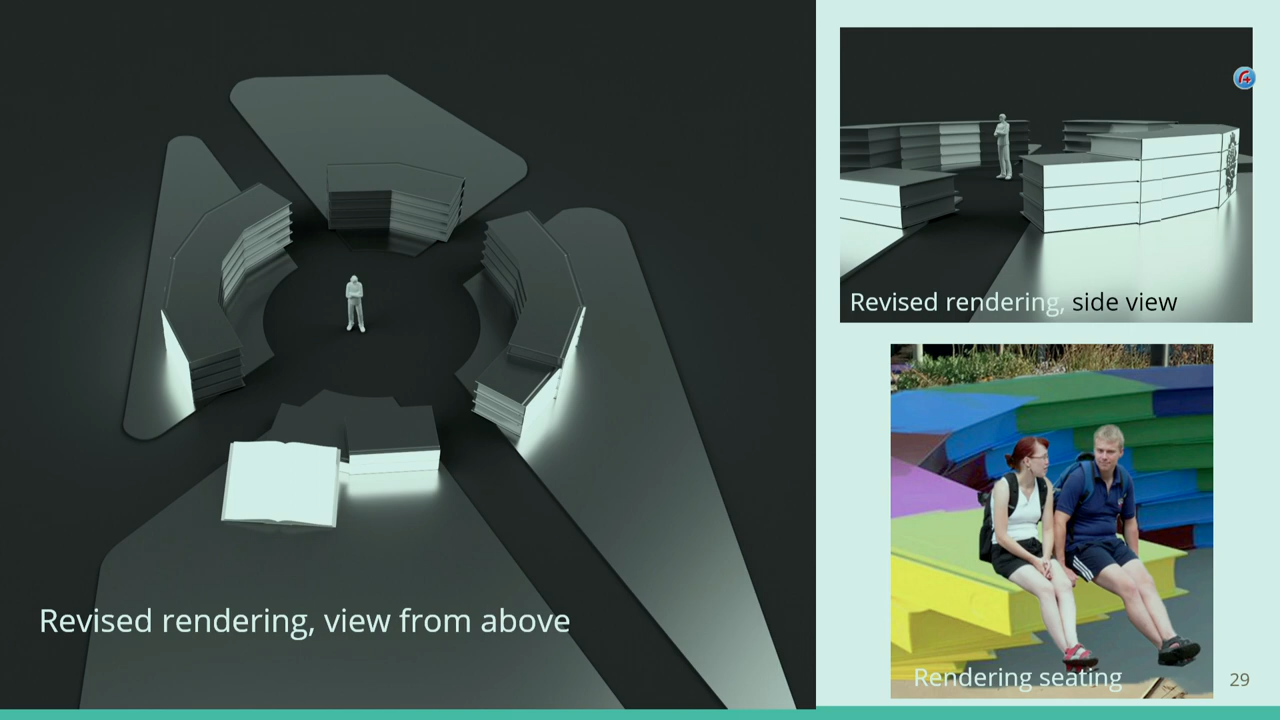 Revised rendering, view from above
Revised rendering, side view
Rendering seating
29